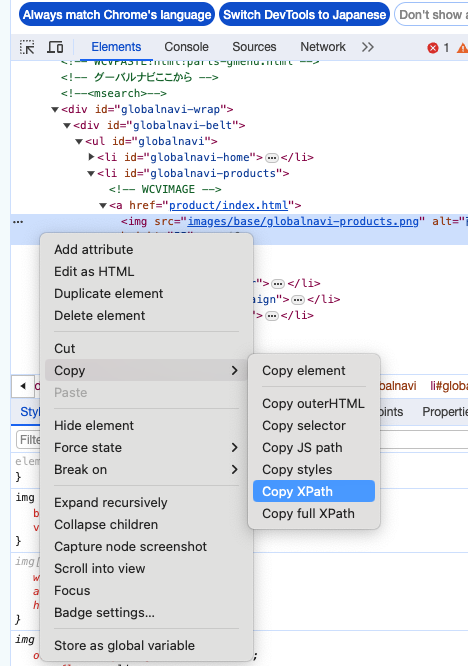 Always match Chrome's language Switch DevTools to Japanese Don't show a
Elements Console Sources Network 1
<!-- WCVPASTE:html:parts-gmenu.html -->
<!-- グーバルナビここから -->
<!--<msearch>-->
<div id="globalnavi-wrap">
<div id="globalnavi-belt">
<ul id="globalnavi">
<li id="globalnavi-home">…</li>
<li id="globalnavi-products">
<!-- WCVIMAGE -->
<a href="product/index.html">
<img src="images/base/globalnavi-products.png" alt="
Add attribute
Edit as HTML
Duplicate element
Delete element
r">…</li>
aign">…</li>
">…</li>
Cut
Copy
Paste
Copy element
Copy outerHTML
Copy selector
Copy JS path
Copy styles
Copy XPath
Copy full XPath
Hide element
Force state
Break on
Expand recursively
Collapse children
Capture node screenshot
Scroll into view
Focus
Badge settings...
Store as global variable
balnavi li#globa
Styl oints Propertie
Filte
elem
}
img
b
v
}
img[
w
a
h
}
img
o ;